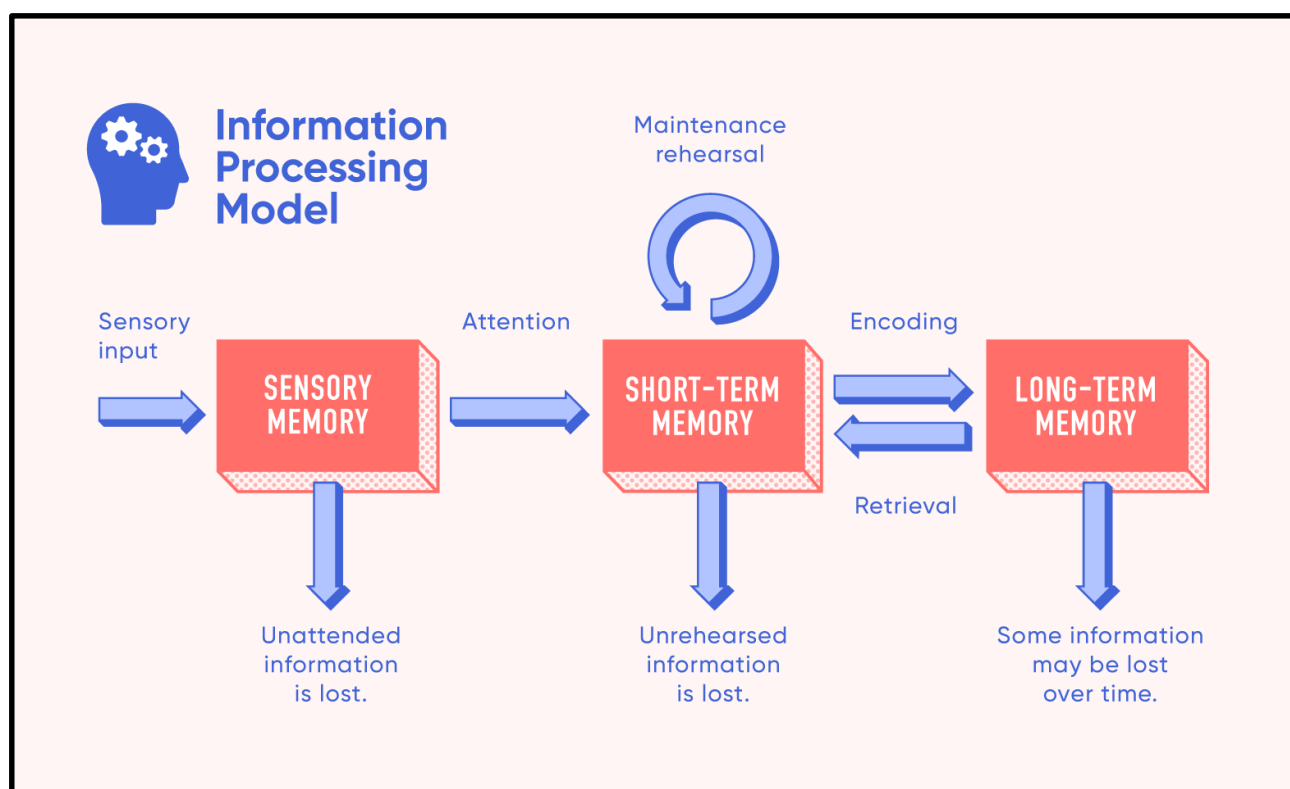 Information
Processing
Model
Maintenance
rehearsal
Sensory
input
Attention
Encoding
SENSORY
MEMORY
SHORT-TERM
MEMORY
LONG-TERM
MEMORY
Retrieval
Unattended
information
is lost.
Unrehearsed
information
is lost.
Some information
may be lost
over time.